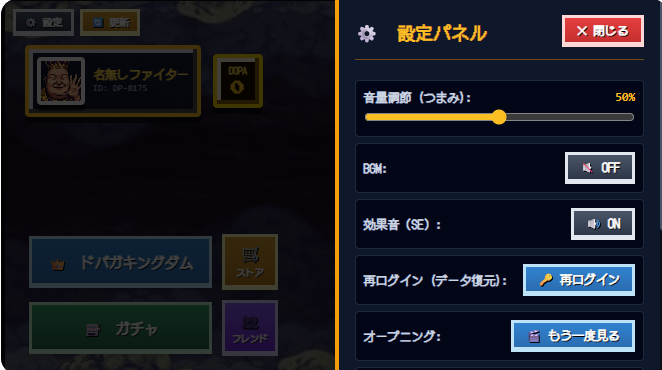 設定
更新
名無しファイター
ID: DP-8175
DOPA
ドパガキングダム
ストア
ガチャ
フレンド
設定パネル
× 閉じる
音量調節 (つまみ):
50%
BGM:
OFF
効果音 (SE):
ON
再ログイン (データ復元):
再ログイン
オープニング:
もう一度見る